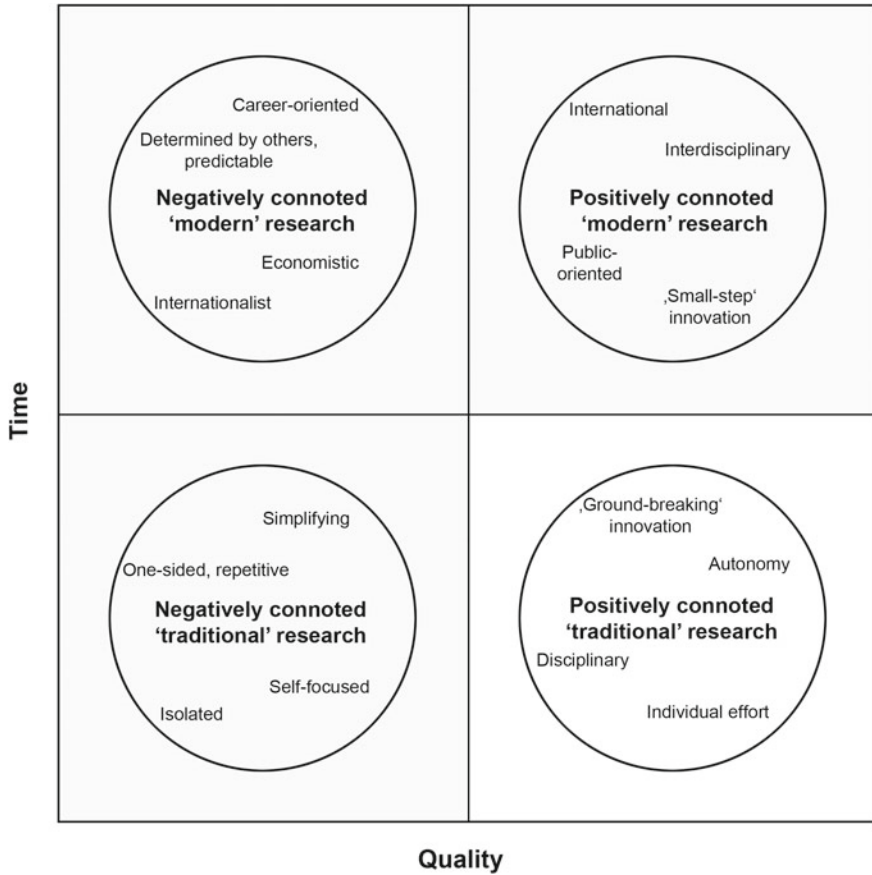 Career-oriented
Determined by others,
predictable
Negatively connoted
‘modern’ research
Economistic
Internationalist
International
Interdisciplinary
Positively connoted
‘modern’ research
Public-
oriented
‚Small-step‘
innovation
Time
Simplifying
One-sided, repetitive
Negatively connoted
‘traditional’ research
Self-focused
Isolated
‚Ground-breaking‘
innovation
Autonomy
Positively connoted
‘traditional’ research
Disciplinary
Individual effort
Quality